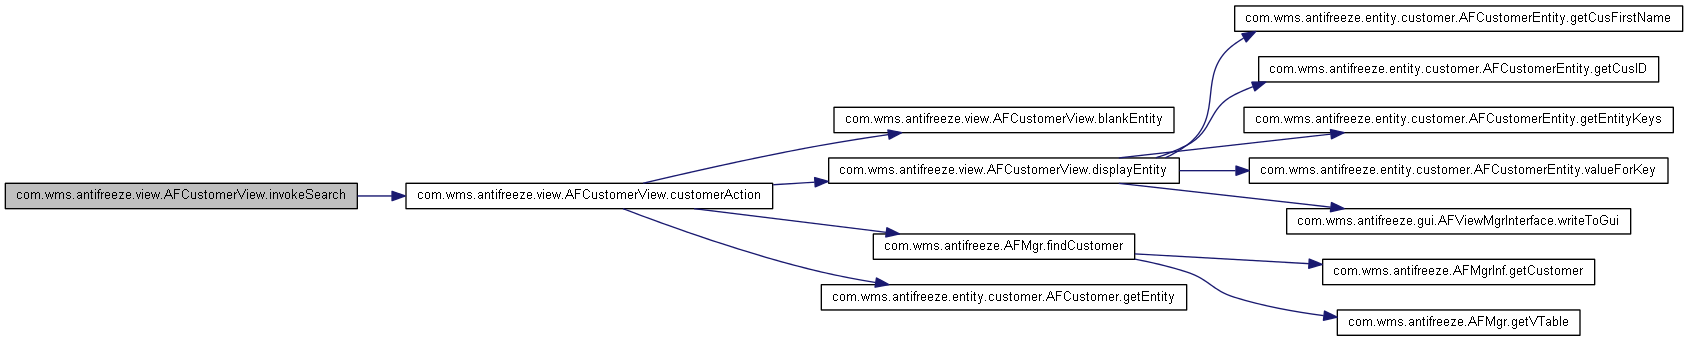 com.wms.antifreeze.view.AFCustomerView.invokeSearch
com.wms.antifreeze.view.AFCustomerView.customerAction
com.wms.antifreeze.view.AFCustomerView.blankEntity
com.wms.antifreeze.view.AFCustomerView.displayEntity
com.wms.antifreeze.AFMgr.findCustomer
com.wms.antifreeze.entity.customer.AFCustomer.getEntity
com.wms.antifreeze.entity.customer.AFCustomerEntity.getCusFirstName
com.wms.antifreeze.entity.customer.AFCustomerEntity.getCusID
com.wms.antifreeze.entity.customer.AFCustomerEntity.getEntityKeys
com.wms.antifreeze.entity.customer.AFCustomerEntity.valueForKey
com.wms.antifreeze.gui.AFViewMgrInterface.writeToGui
com.wms.antifreeze.AFMgrInf.getCustomer
com.wms.antifreeze.AFMgr.getVTable